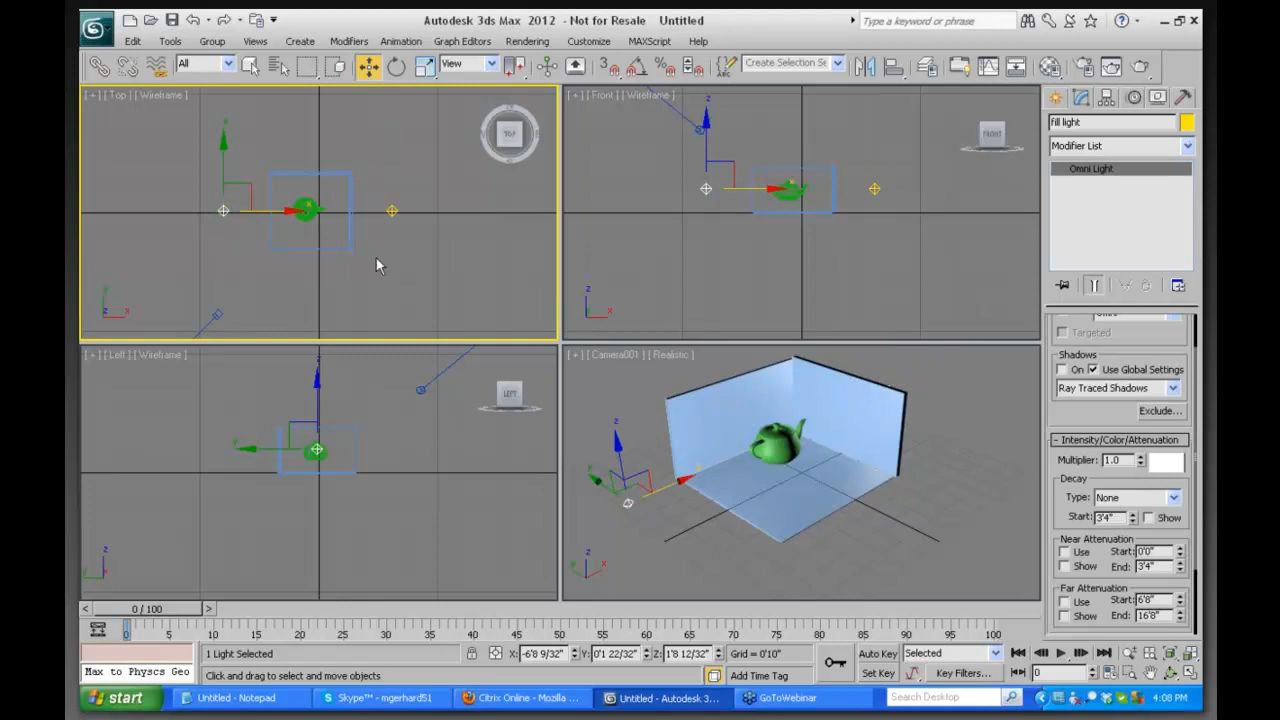 Autodesk 3ds Max 2012 - Not for Resale Untitled
Type a keyword or phrase
Edit Tools Group Views Create Modifiers Animation Graph Editors Rendering Customize MAXScript Help
All View Create Selection Se
[ + ] [ Top ] [ Wireframe ]
TOP
[ + ] [ Front ] [ Wireframe ]
FRONT
fill light
Modifier List
Omni Light
[ + ] [ Left ] [ Wireframe ]
LEFT
[ + ] [ Camera001 ] [ Realistic ]
Targeted
Shadows
On Use Global Settings
Ray Traced Shadows
Exclude...
- Intensity/Color/Attenuation
Multiplier: 1.0
Decay
Type: None
Start: 3'4" Show
Near Attenuation
Use Start: 0'0"
Show End: 3'4"
Far Attenuation
Use Start: 6'8"
Show End: 16'8"
< 0 / 100 >
0 5 10 15 20 25 30 35 40 45 50 55 60 65 70 75 80 85 90 95 100
1 Light Selected X: -6'8 9/32" Y: 0'1 22/32" Z: 1'8 12/32" Grid = 0'10" Auto Key Selected
Max to Physcs Geo Click and drag to select and move objects Add Time Tag Set Key Key Filters... 0
start Untitled - Notepad Skype™ - mgerhard51 Citrix Online - Mozilla ... Untitled - Autodesk 3... GoToWebinar Search Desktop 4:08 PM